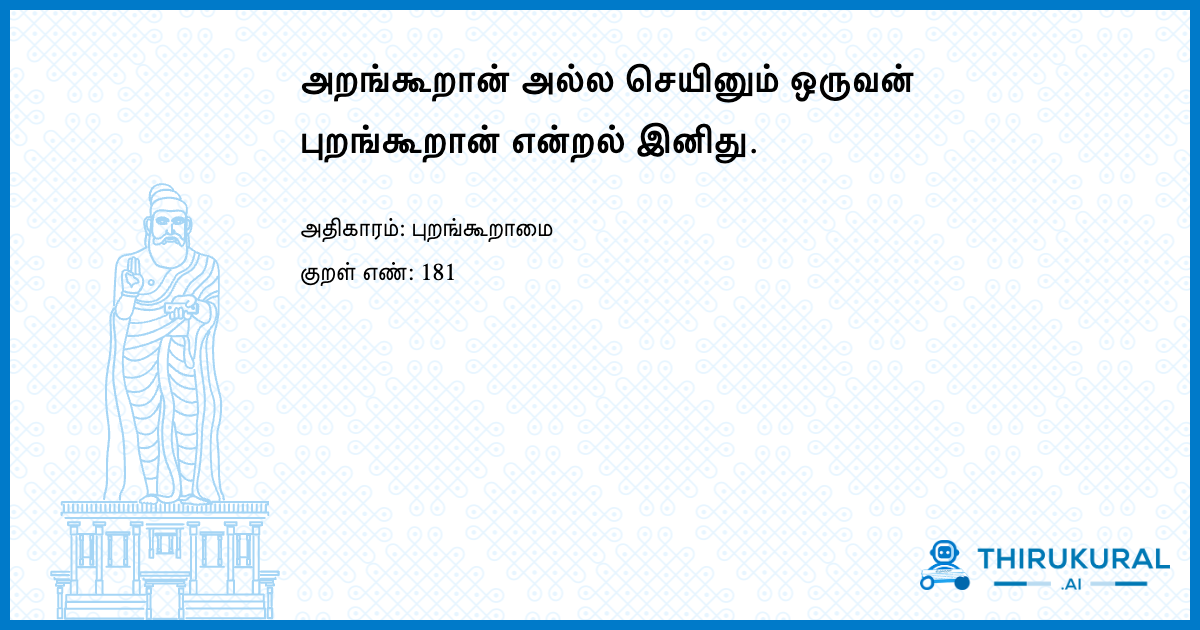 அறங்கூறான் அல்ல செயினும் ஒருவன்
புறங்கூறான் என்றல் இனிது.
அதிகாரம்: புறங்கூறாமை
குறள் எண்: 181
THIRUKURAL
.AI